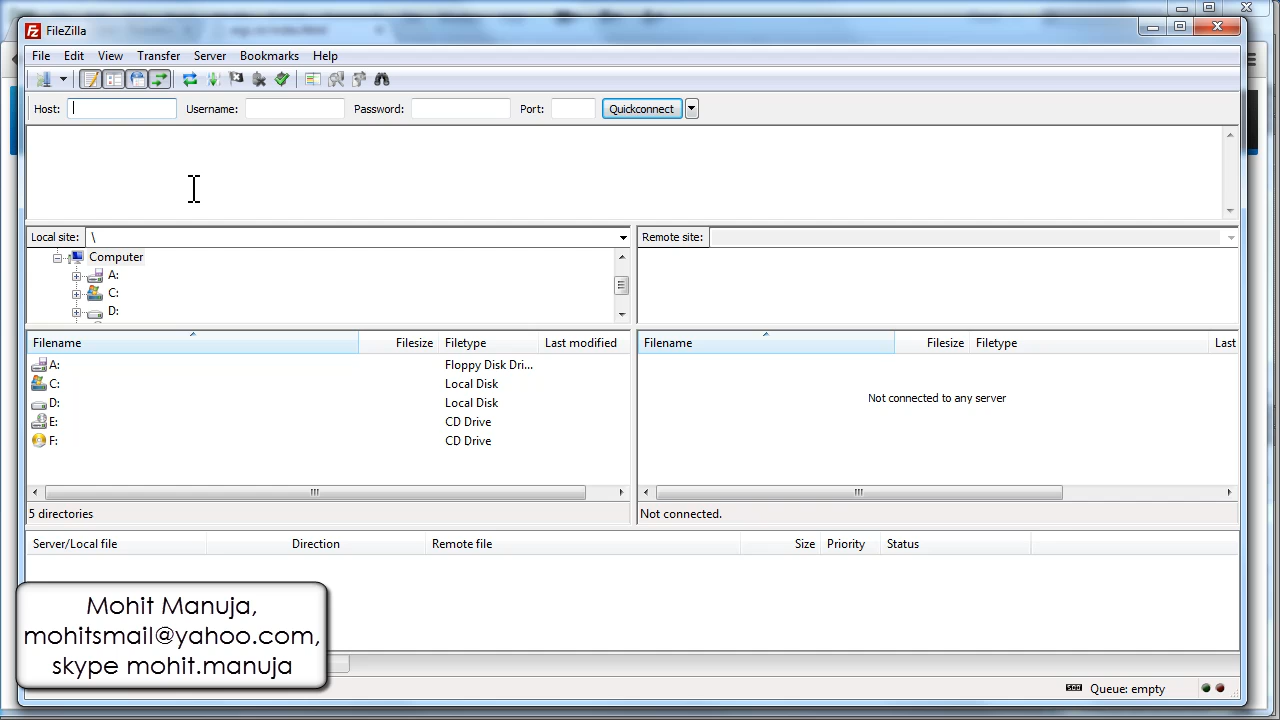 FileZilla
File Edit View Transfer Server Bookmarks Help
Host: Username: Password: Port: Quickconnect
Local site: \
Remote site:
Computer
A:
C:
D:
Filename Filesize Filetype Last modified
A: Floppy Disk Dri...
C: Local Disk
D: Local Disk
E: CD Drive
F: CD Drive
5 directories
Filename Filesize Filetype Last
Not connected to any server
Not connected.
Server/Local file Direction Remote file Size Priority Status
Mohit Manuja,
mohitsmail@yahoo.com,
skype mohit.manuja
Queue: empty